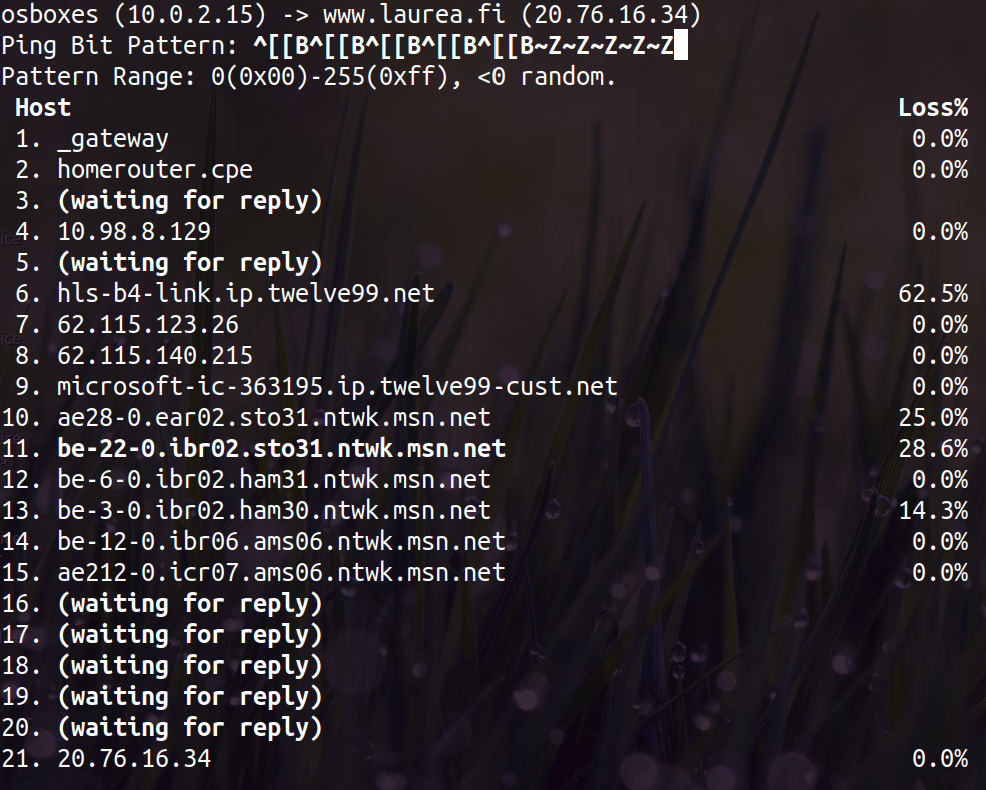 osboxes (10.0.2.15) -> www.laurea.fi (20.76.16.34)
Ping Bit Pattern: ^[[B^[[B^[[B^[[B^[[B~Z~Z~Z~Z~Z
Pattern Range: 0(0x00)-255(0xff), <0 random.
Host Loss%
1. _gateway 0.0%
2. homerouter.cpe 0.0%
3. (waiting for reply)
4. 10.98.8.129 0.0%
5. (waiting for reply)
6. hls-b4-link.ip.twelve99.net 62.5%
7. 62.115.123.26 0.0%
8. 62.115.140.215 0.0%
9. microsoft-ic-363195.ip.twelve99-cust.net 0.0%
10. ae28-0.ear02.sto31.ntwk.msn.net 25.0%
11. be-22-0.ibr02.sto31.ntwk.msn.net 28.6%
12. be-6-0.ibr02.ham31.ntwk.msn.net 0.0%
13. be-3-0.ibr02.ham30.ntwk.msn.net 14.3%
14. be-12-0.ibr06.ams06.ntwk.msn.net 0.0%
15. ae212-0.icr07.ams06.ntwk.msn.net 0.0%
16. (waiting for reply)
17. (waiting for reply)
18. (waiting for reply)
19. (waiting for reply)
20. (waiting for reply)
21. 20.76.16.34 0.0%